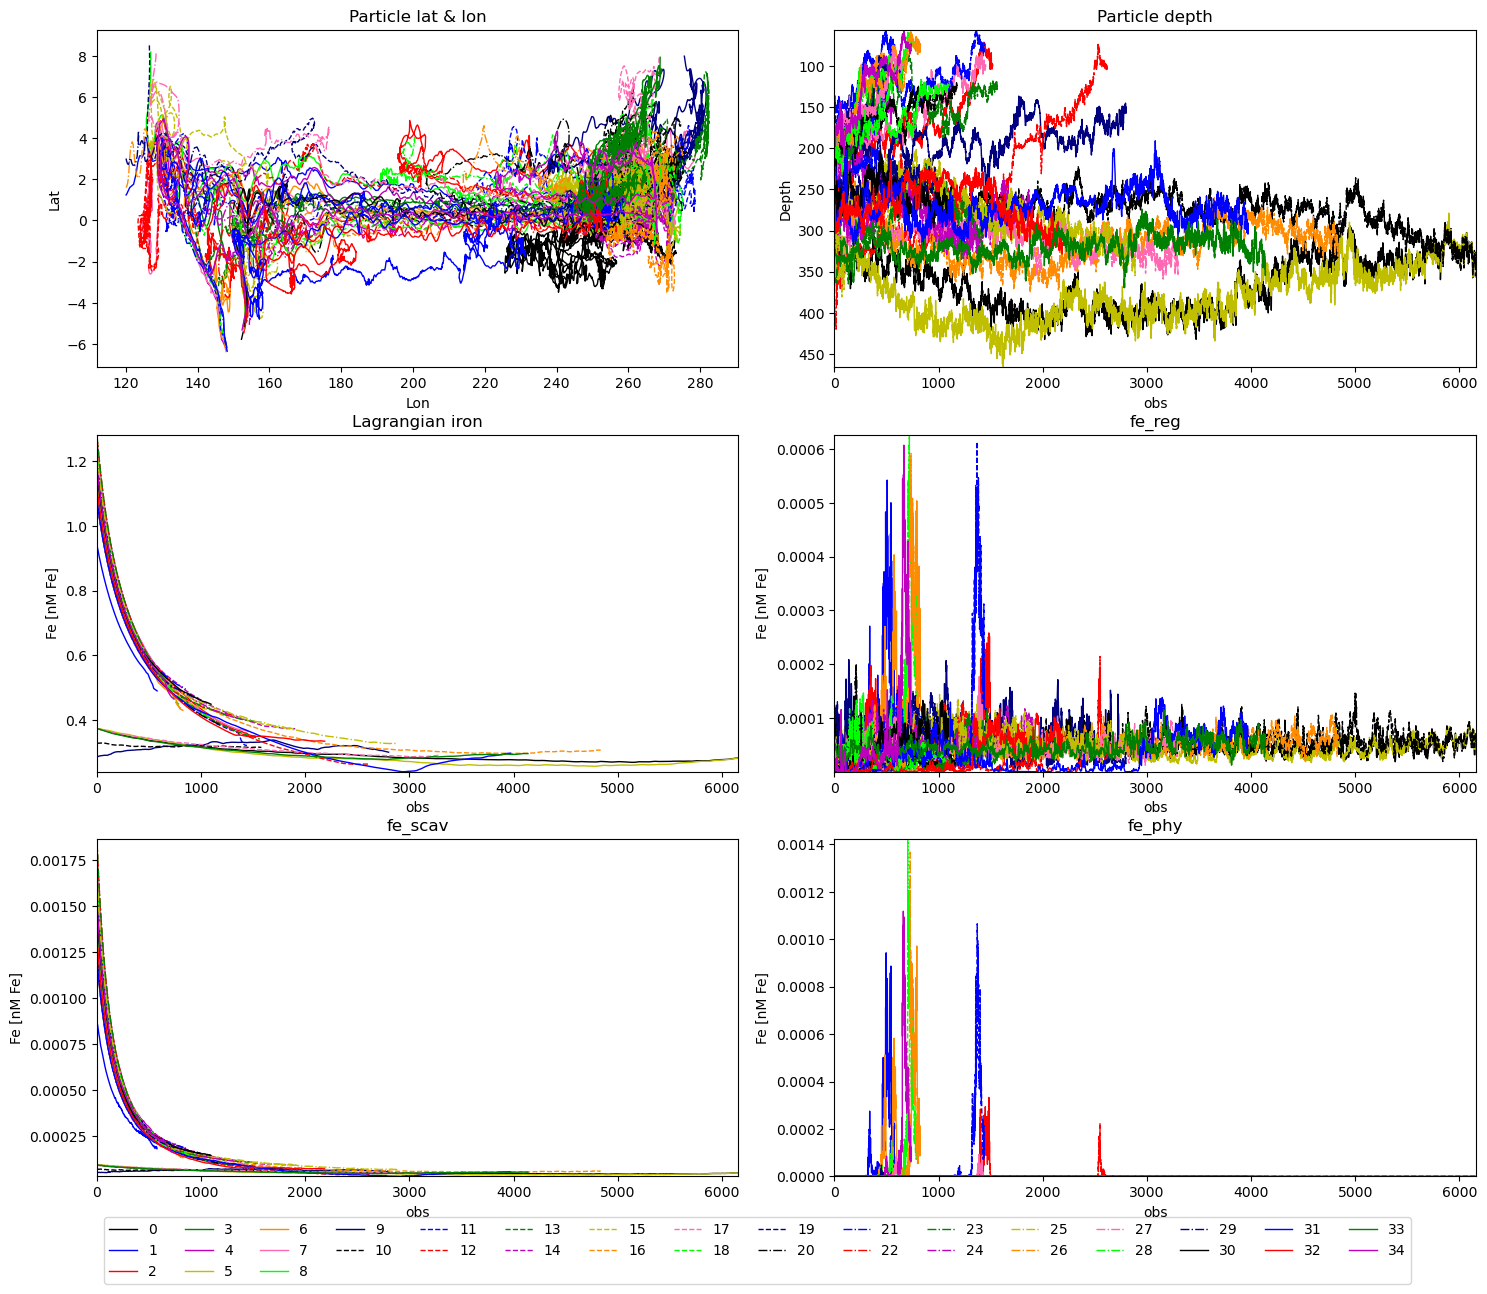 Particle lat & lon
Lat
8
6
4
2
0
−2
−4
−6
120 140 160 180 200 220 240 260 280
Lon
Particle depth
Depth
100
150
200
250
300
350
400
450
0 1000 2000 3000 4000 5000 6000
obs
Lagrangian iron
Fe [nM Fe]
1.2
1.0
0.8
0.6
0.4
0 1000 2000 3000 4000 5000 6000
obs
fe_reg
Fe [nM Fe]
0.0006
0.0005
0.0004
0.0003
0.0002
0.0001
0 1000 2000 3000 4000 5000 6000
obs
fe_scav
Fe [nM Fe]
0.00175
0.00150
0.00125
0.00100
0.00075
0.00050
0.00025
0 1000 2000 3000 4000 5000 6000
obs
fe_phy
Fe [nM Fe]
0.0014
0.0012
0.0010
0.0008
0.0006
0.0004
0.0002
0.0000
0 1000 2000 3000 4000 5000 6000
obs
0 3 6 9 11 13 15 17 19 21 23 25 27 29 31 33
1 4 7 10 12 14 16 18 20 22 24 26 28 30 32 34
2 5 8